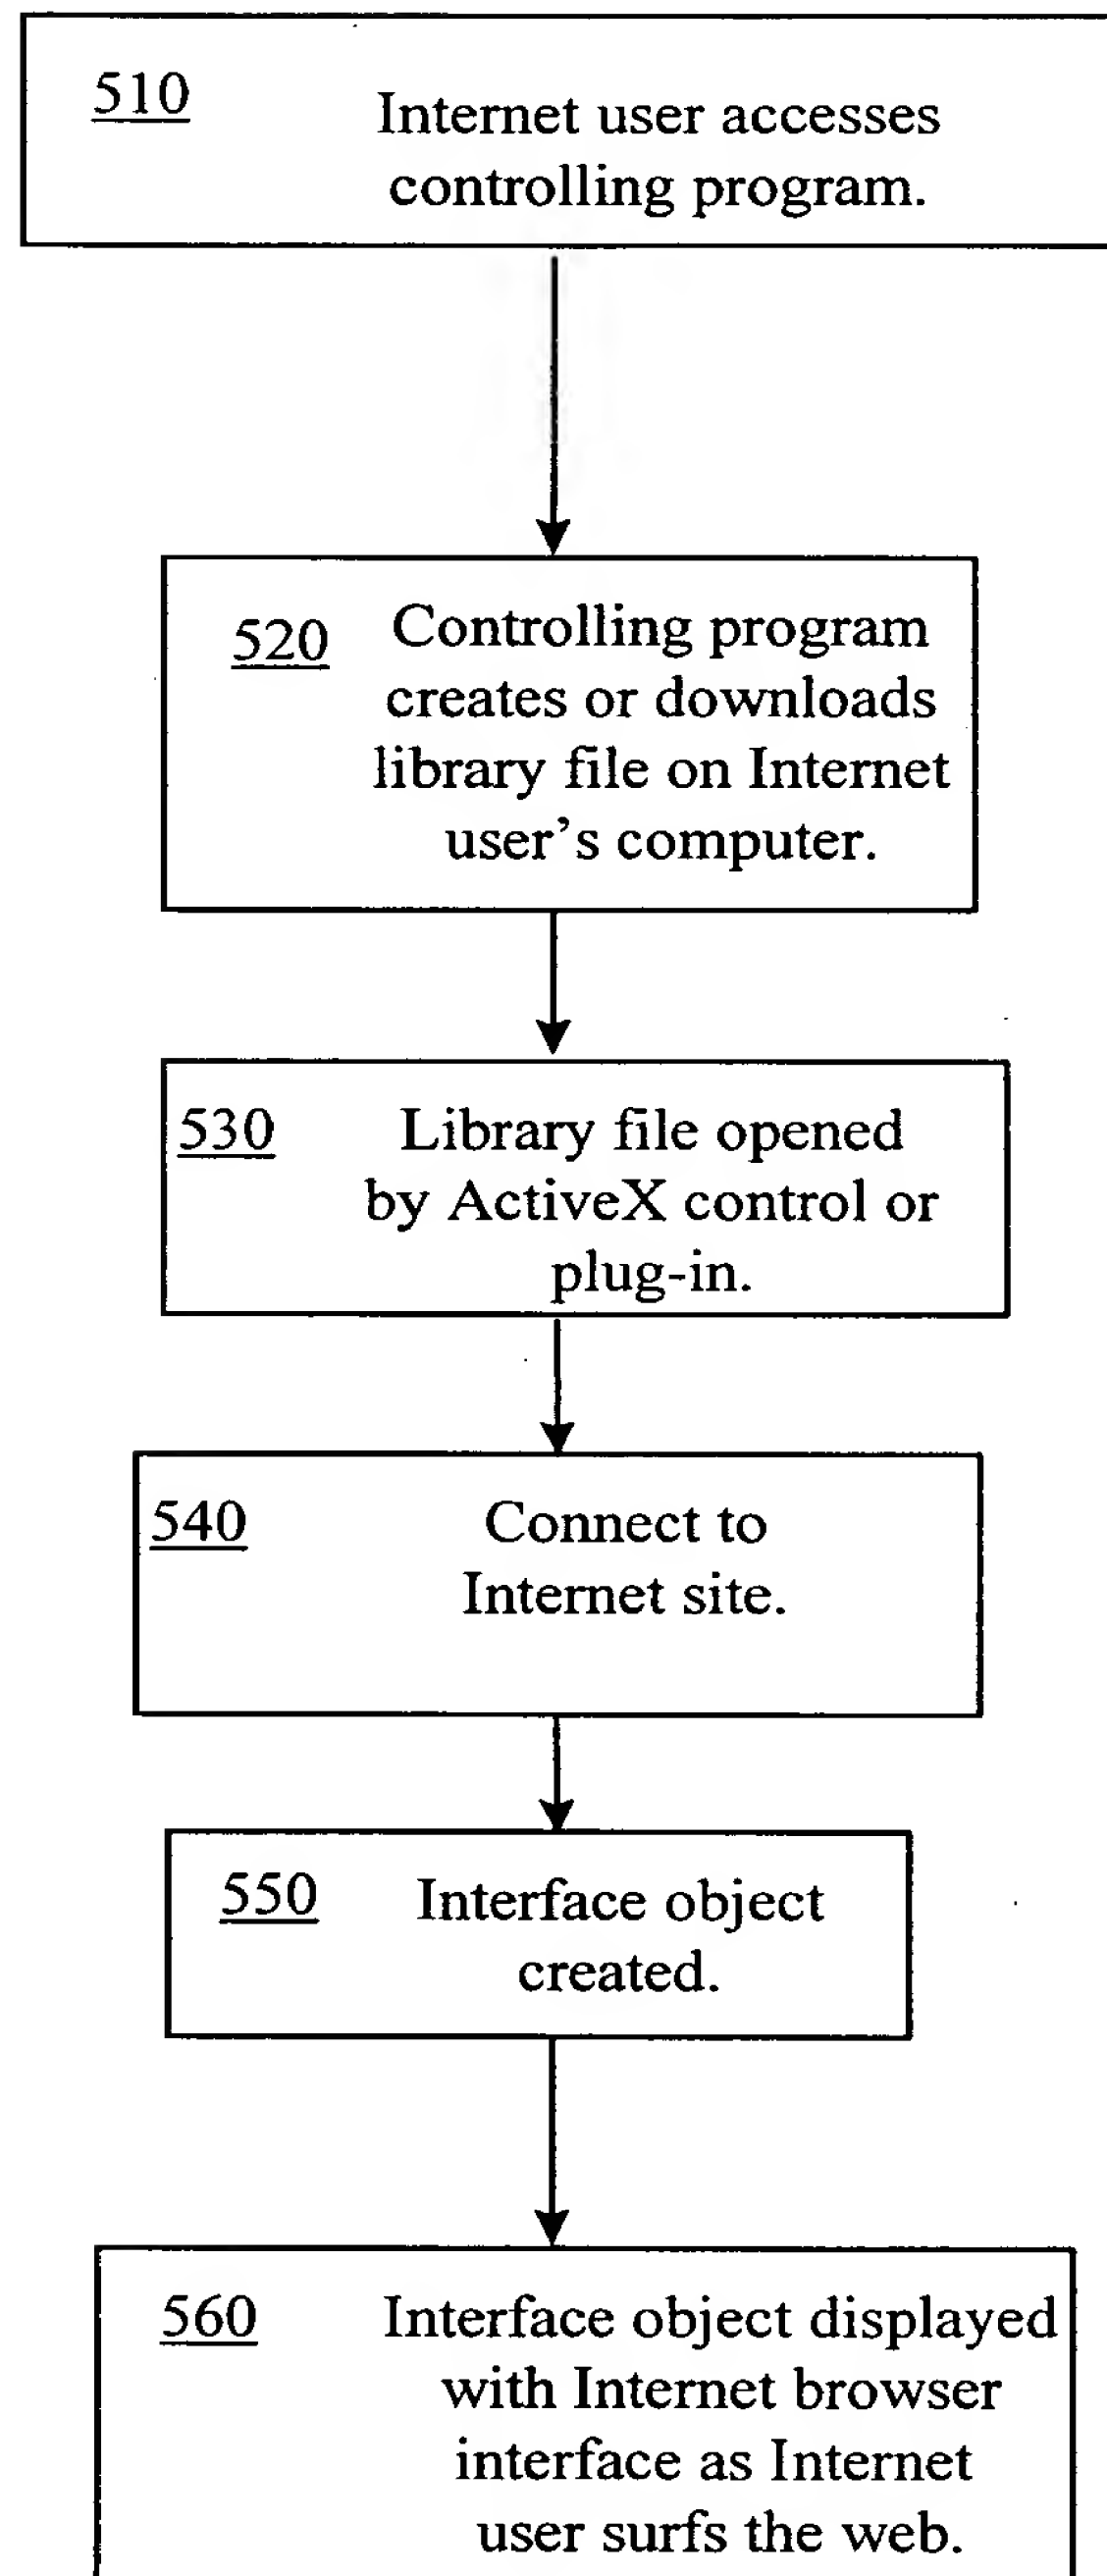 510
Internet user accesses
controlling program.
520
Controlling program
creates or downloads
library file on Internet
user's computer.
530
Library file opened
by ActiveX control or
plug-in.
540
Connect to
Internet site.
550
Interface object
created.
560
Interface object displayed
with Internet browser
interface as Internet
user surfs the web.